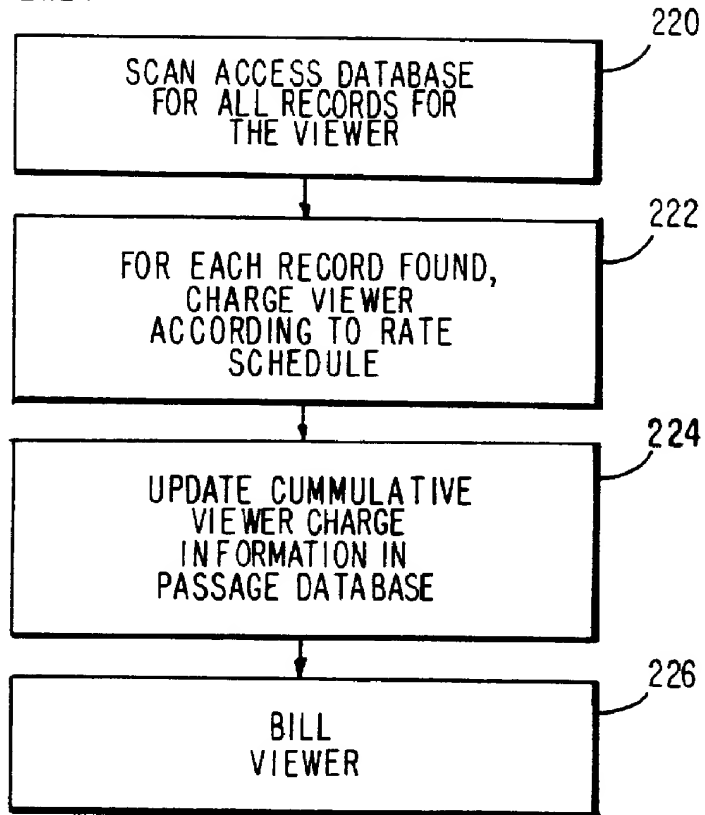 220
SCAN ACCESS DATABASE
FOR ALL RECORDS FOR
THE VIEWER
222
FOR EACH RECORD FOUND,
CHARGE VIEWER
ACCORDING TO RATE
SCHEDULE
224
UPDATE CUMMULATIVE
VIEWER CHARGE
INFORMATION IN
PASSAGE DATABASE
226
BILL
VIEWER